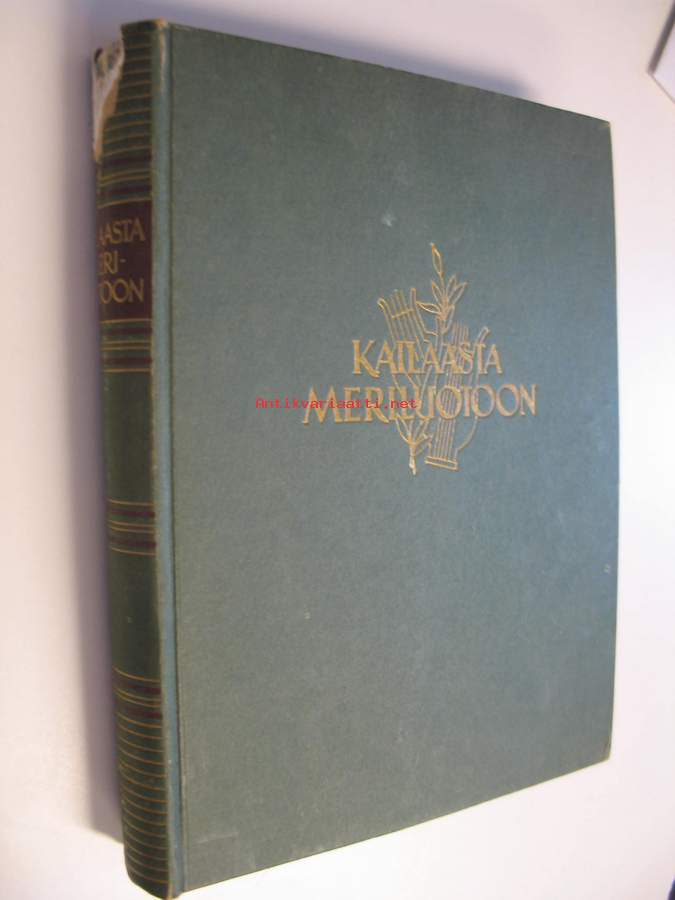 AASTA
ERI-
TOON
KAILAASTA
MERILUOTOON
Antikvariaatti.net